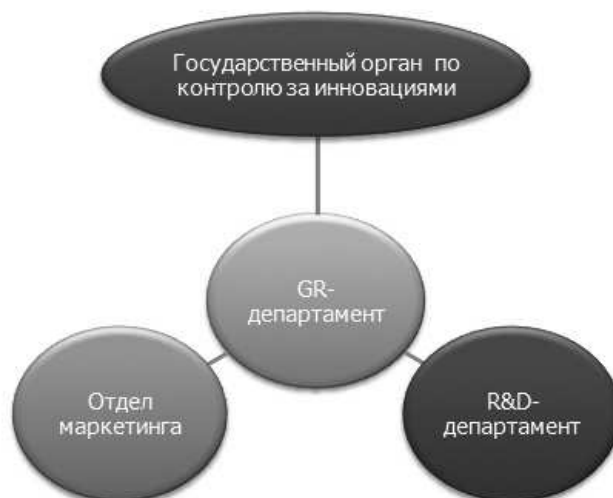 Государственный орган по
контролю за инновациями
GR-
департамент
Отдел
маркетинга
R&D-
департамент